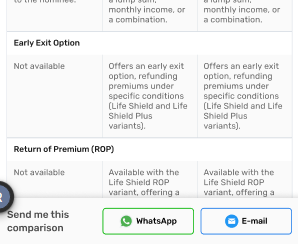 to the nominee.
a lump sum,
monthly income, or
a combination.
a lump sum,
monthly income, or
a combination.
Early Exit Option
Not available
Offers an early exit
option, refunding
premiums under
specific conditions
(Life Shield and Life
Shield Plus
variants).
Offers an early exit
option, refunding
premiums under
specific conditions
(Life Shield and Life
Shield Plus
variants).
Return of Premium (ROP)
Not available
Available with the
Life Shield ROP
variant, offering a
Available with the
Life Shield ROP
variant, offering a
Send me this
comparison
WhatsApp
E-mail